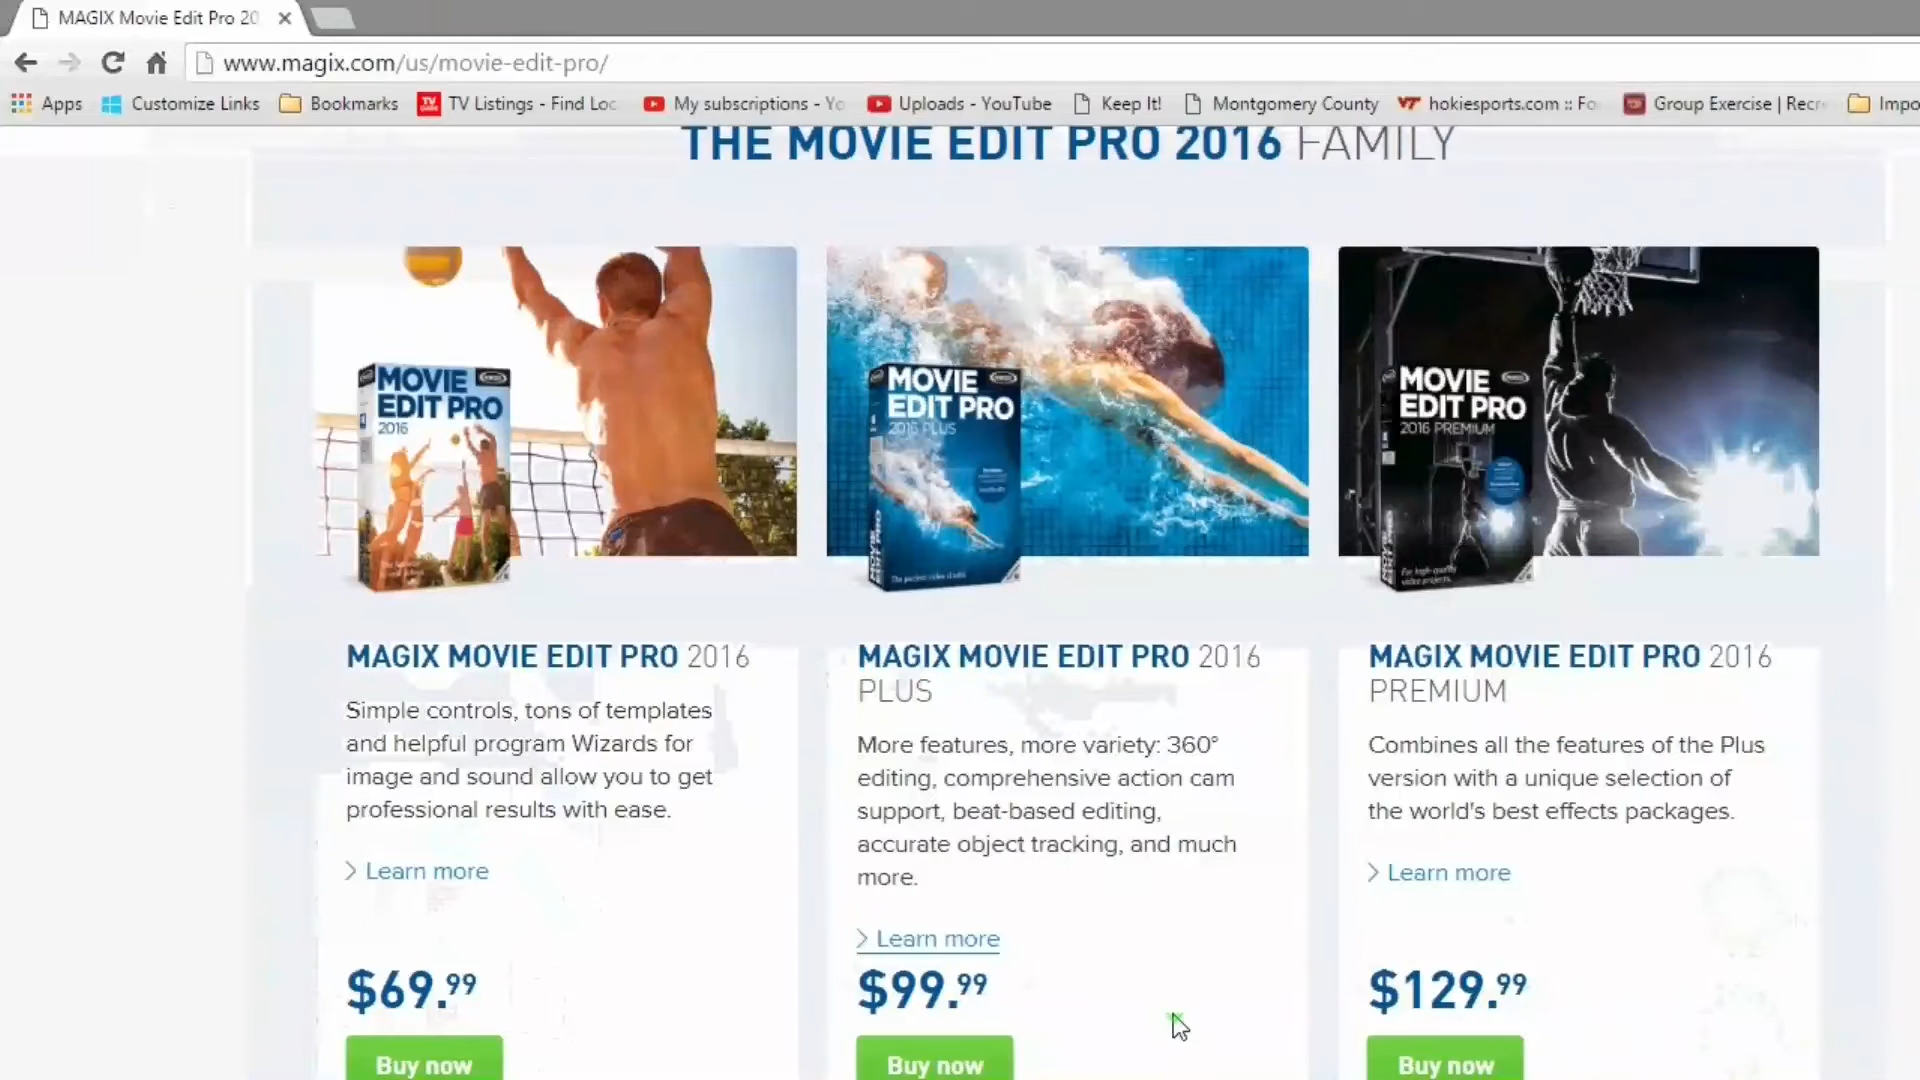 MAGIX Movie Edit Pro 20
www.magix.com/us/movie-edit-pro/
Apps Customize Links Bookmarks TV Listings - Find Loc My subscriptions - Yo Uploads - YouTube Keep It! Montgomery County hokiesports.com :: Fo Group Exercise | Recre Impo
THE MOVIE EDIT PRO 2016 FAMILY
MOVIE
EDIT PRO
2016
MOVIE
EDIT PRO
2016 PLUS
MOVIE
EDIT PRO
2016 PREMIUM
For high-quality
video projects.
MAGIX MOVIE EDIT PRO 2016
Simple controls, tons of templates
and helpful program Wizards for
image and sound allow you to get
professional results with ease.
Learn more
$69.99
Buy now
MAGIX MOVIE EDIT PRO 2016
PLUS
More features, more variety: 360°
editing, comprehensive action cam
support, beat-based editing,
accurate object tracking, and much
more.
Learn more
$99.99
Buy now
MAGIX MOVIE EDIT PRO 2016
PREMIUM
Combines all the features of the Plus
version with a unique selection of
the world's best effects packages.
Learn more
$129.99
Buy now